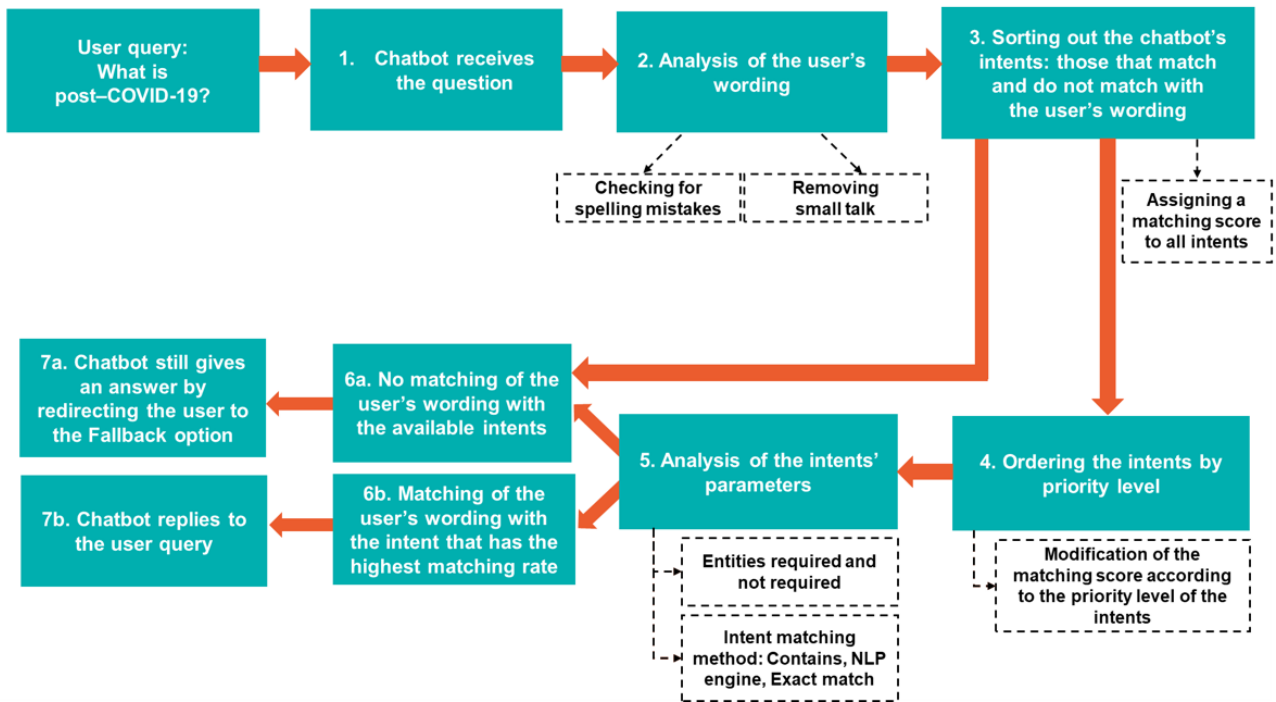 User query:
What is
post–COVID-19?
1. Chatbot receives
the question
2. Analysis of the user's
wording
3. Sorting out the chatbot's
intents: those that match
and do not match with
the user's wording
Checking for
spelling mistakes
Removing
small talk
Assigning a
matching score
to all intents
7a. Chatbot still gives
an answer by
redirecting the user to
the Fallback option
6a. No matching of the
user's wording with
the available intents
5. Analysis of the intents'
parameters
4. Ordering the intents by
priority level
7b. Chatbot replies to
the user query
6b. Matching of the
user's wording with
the intent that has the
highest matching rate
Entities required and
not required
Intent matching
method: Contains, NLP
engine, Exact match
Modification of the
matching score according
to the priority level of the
intents